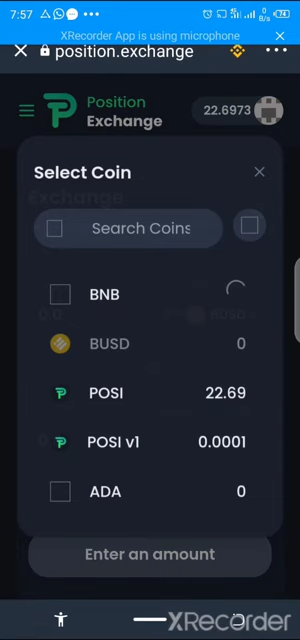 7:57
XRecorder App is using microphone
position.exchange
Position
Exchange
22.6973
Select Coin
Exchange
Search Coins
BNB
BUSD
0
POSI
22.69
POSI v1
0.0001
ADA
0
Enter an amount
XRecorder